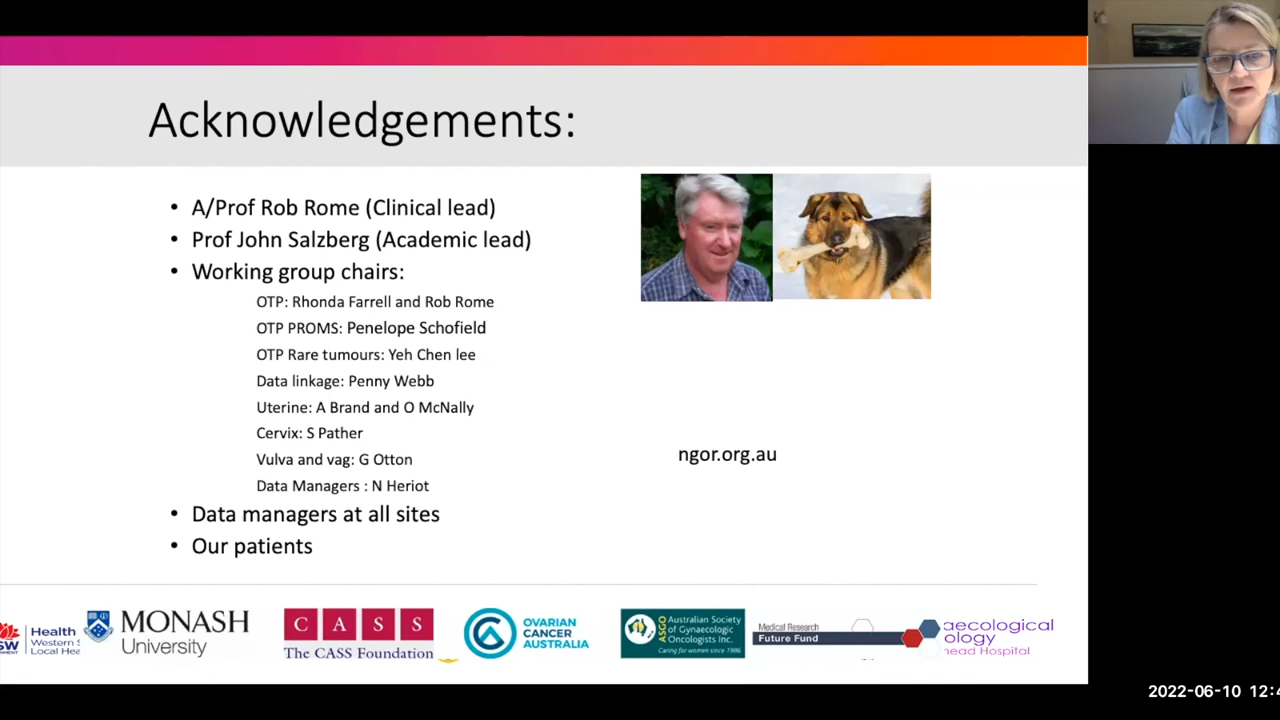 Acknowledgements:
• A/Prof Rob Rome (Clinical lead)
• Prof John Salzberg (Academic lead)
• Working group chairs:
OTP: Rhonda Farrell and Rob Rome
OTP PROMS: Penelope Schofield
OTP Rare tumours: Yeh Chen lee
Data linkage: Penny Webb
Uterine: A Brand and O McNally
Cervix: S Pather
Vulva and vag: G Otton
Data Managers : N Heriot
• Data managers at all sites
• Our patients
ngor.org.au
Health
Western
Local Hea
MONASH
University
CASS
The CASS Foundation
OVARIAN
CANCER
AUSTRALIA
ASGO
Australian Society
of Gynaecologic
Oncologists Inc.
Caring for women since 1986
Medical Research
Future Fund
aecological
ology
head Hospital
2022-06-10 12:4